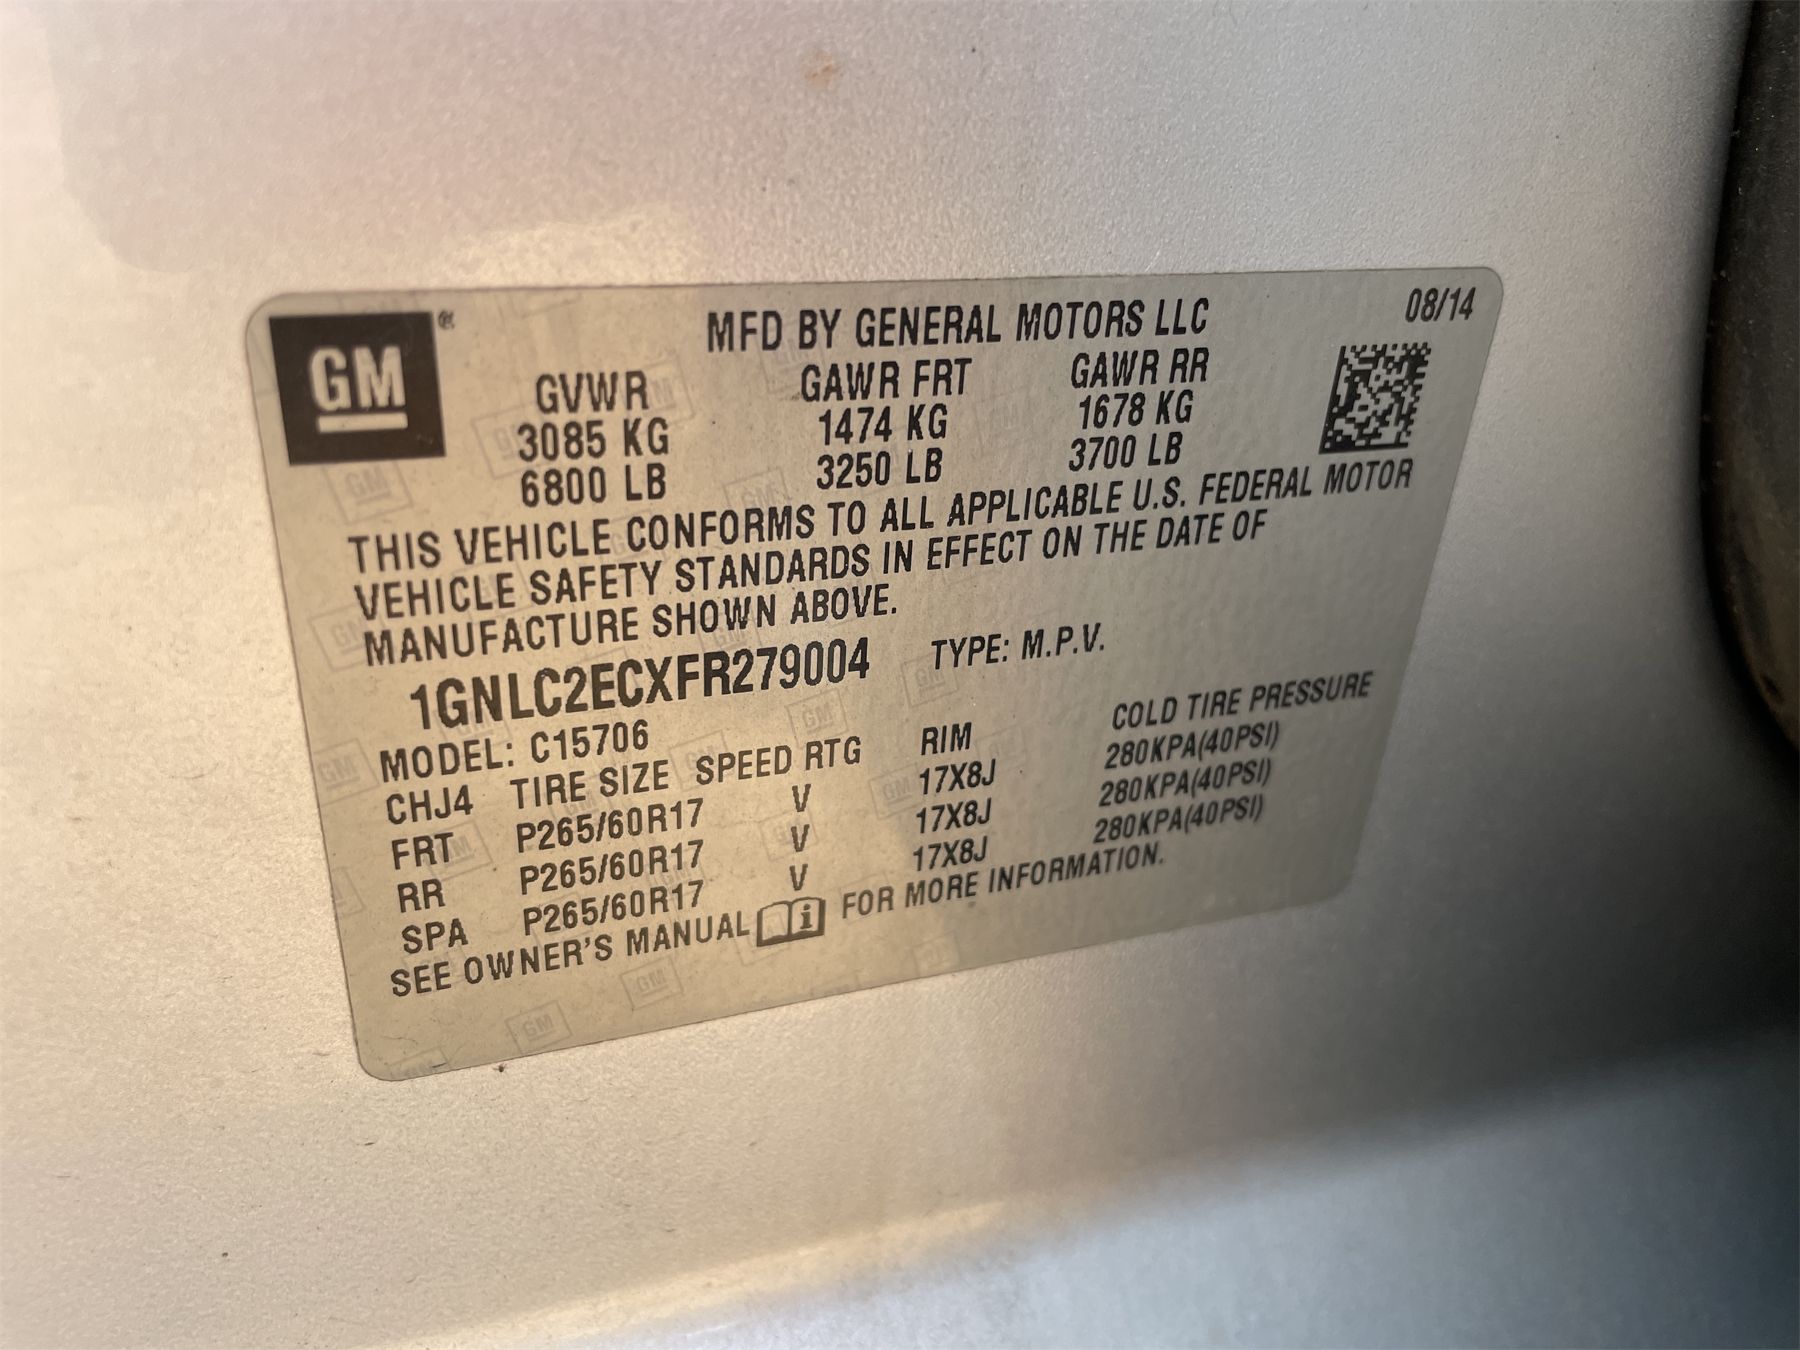 GM ®
MFD BY GENERAL MOTORS LLC 08/14
GVWR GAWR FRT GAWR RR
3085 KG 1474 KG 1678 KG
6800 LB 3250 LB 3700 LB
THIS VEHICLE CONFORMS TO ALL APPLICABLE U.S. FEDERAL MOTOR
VEHICLE SAFETY STANDARDS IN EFFECT ON THE DATE OF
MANUFACTURE SHOWN ABOVE.
1GNLC2ECXFR279004 TYPE: M.P.V.
MODEL: C15706
CHJ4 TIRE SIZE SPEED RTG RIM COLD TIRE PRESSURE
FRT P265/60R17 V 17X8J 280KPA(40PSI)
RR P265/60R17 V 17X8J 280KPA(40PSI)
SPA P265/60R17 V 17X8J 280KPA(40PSI)
SEE OWNER'S MANUAL i FOR MORE INFORMATION.